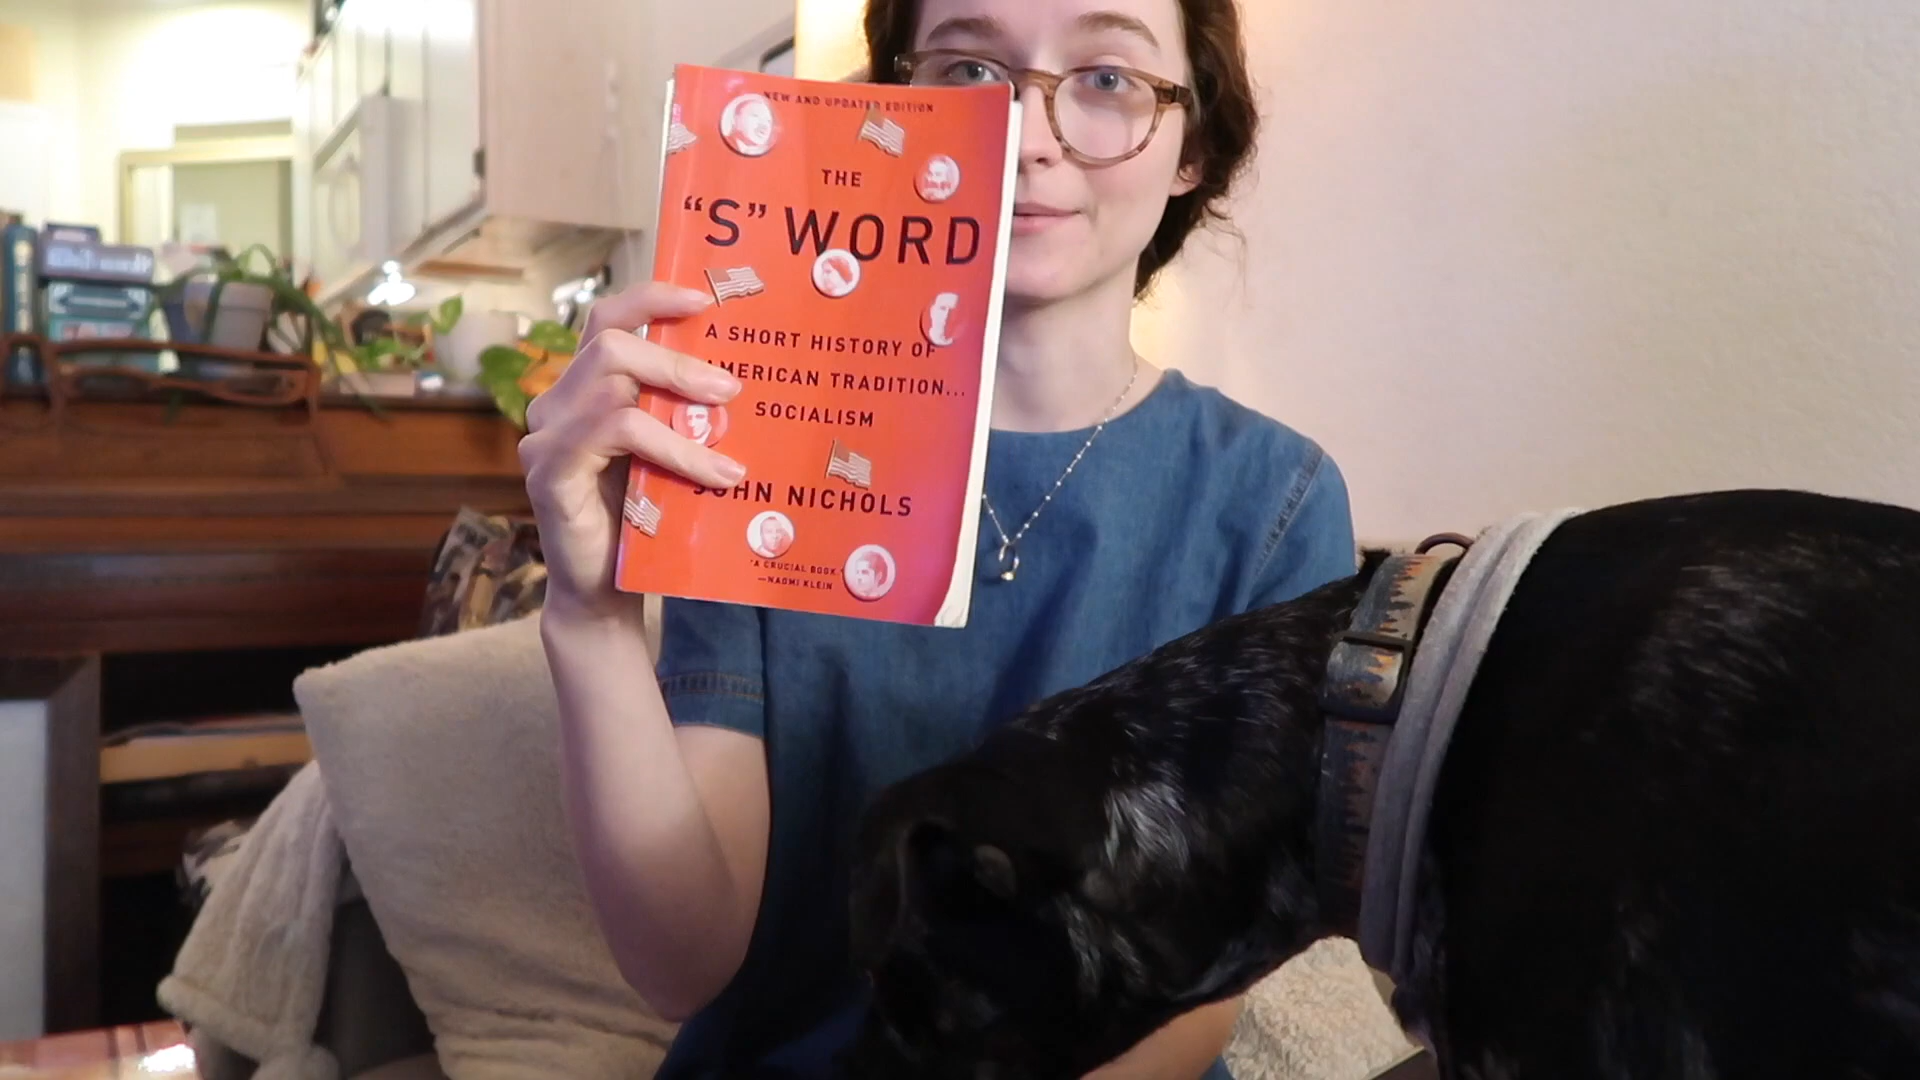 NEW AND UPDATED EDITION
THE
"S" WORD
A SHORT HISTORY OF
AMERICAN TRADITION...
SOCIALISM
JOHN NICHOLS
"A CRUCIAL BOOK."
—NAOMI KLEIN